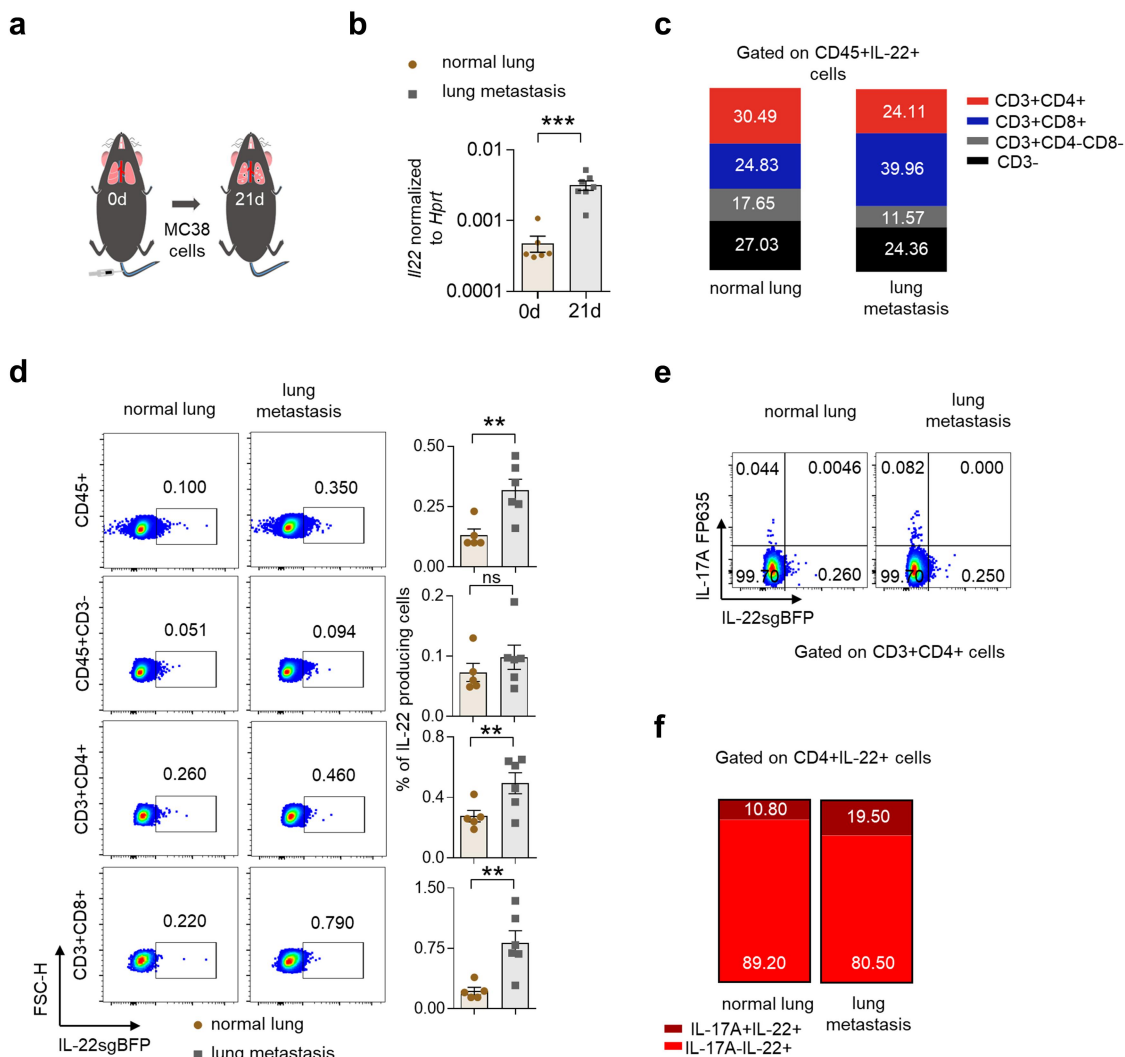 a
0d
21d
MC38
cells
b
normal lung
lung metastasis
***
0.01
0.001
0.0001
Il22 normalized
to Hprt
0d
21d
c
Gated on CD45+IL-22+
cells
30.49
24.83
17.65
27.03
24.11
39.96
11.57
24.36
normal lung
lung
metastasis
CD3+CD4+
CD3+CD8+
CD3+CD4-CD8-
CD3-
d
normal lung
lung
metastasis
CD45+
0.100
0.350
**
0.50
0.25
0.00
CD45+CD3-
0.051
0.094
ns
0.2
0.1
0.0
CD3+CD4+
0.260
0.460
**
0.8
0.4
0.0
CD3+CD8+
0.220
0.790
**
1.50
0.75
0.00
% of IL-22 producing cells
FSC-H
IL-22sgBFP
normal lung
lung metastasis
e
normal lung
lung
metastasis
0.044
0.0046
99.70
0.260
0.082
0.000
99.70
0.250
IL-17A FP635
IL-22sgBFP
Gated on CD3+CD4+ cells
f
Gated on CD4+IL-22+ cells
10.80
89.20
19.50
80.50
normal lung
lung
metastasis
IL-17A+IL-22+
IL-17A-IL-22+